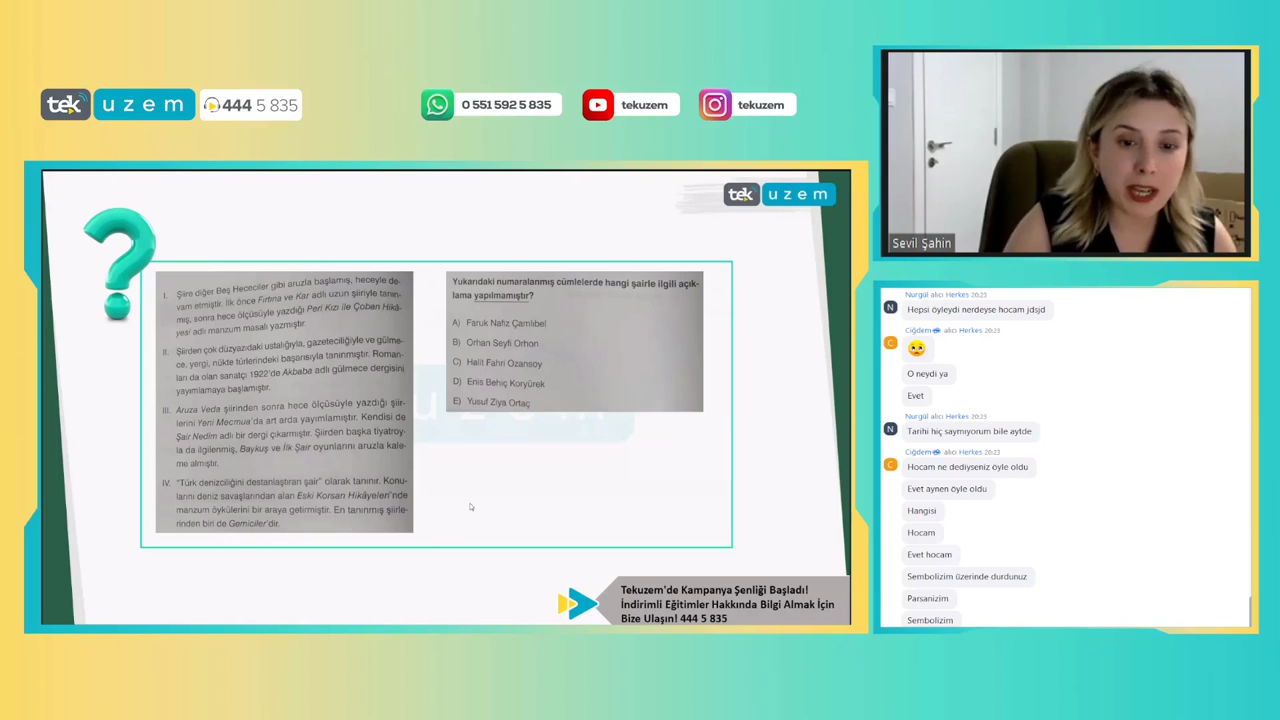 tek uzem 444 5 835
0 551 592 5 835
tekuzem
tekuzem
tek uzem
I. Şiire diğer Beş Hececiler gibi aruzla başlamış, heceyle de-
vam etmiştir. İlk önce Fırtına ve Kar adlı uzun şiiriyle tanın-
mış, sonra hece ölçüsüyle yazdığı Peri Kızı ile Çoban Hikâ-
yesi adlı manzum masalı yazmıştır.
II. Şiirden çok düzyazıdaki ustalığıyla, gazeteciliğiyle ve gülme-
ce, yergi, nükte türlerindeki başarısıyla tanınmıştır. Roman-
ları da olan sanatçı 1922'de Akbaba adlı gülmece dergisini
yayımlamaya başlamıştır.
III. Aruza Veda şiirinden sonra hece ölçüsüyle yazdığı şiir-
lerini Yeni Mecmua'da art arda yayımlamıştır. Kendisi de
Şair Nedim adlı bir dergi çıkarmıştır. Şiirden başka tiyatroy-
la da ilgilenmiş, Baykuş ve İlk Şair oyunlarını aruzla kale-
me almıştır.
IV. "Türk denizciliğini destanlaştıran şair" olarak tanınır. Konu-
larını deniz savaşlarından alan Eski Korsan Hikâyeleri'nde
manzum öykülerini bir araya getirmiştir. En tanınmış şiirle-
rinden biri de Gemiciler'dir.
Yukarıdaki numaralanmış cümlelerde hangi şairle ilgili açık-
lama yapılmamıştır?
A) Faruk Nafiz Çamlıbel
B) Orhan Seyfi Orhon
C) Halit Fahri Ozansoy
D) Enis Behiç Koryürek
E) Yusuf Ziya Ortaç
u z e m
Tekuzem'de Kampanya Şenliği Başladı!
İndirimli Eğitimler Hakkında Bilgi Almak İçin
Bize Ulaşın! 444 5 835
Sevil Şahin
Nurgül alıcı Herkes 20:23
N
Hepsi öyleydi nerdeyse hocam jdsjd
Çiğdem alıcı Herkes 20:23
C
O neydi ya
Evet
Nurgül alıcı Herkes 20:23
N
Tarihi hiç saymıyorum bile aytde
Çiğdem alıcı Herkes 20:23
C
Hocam ne dediyseniz öyle oldu
Evet aynen öyle oldu
Hangisi
Hocam
Evet hocam
Sembolizim üzerinde durdunuz
Parsanizim
Sembolizim